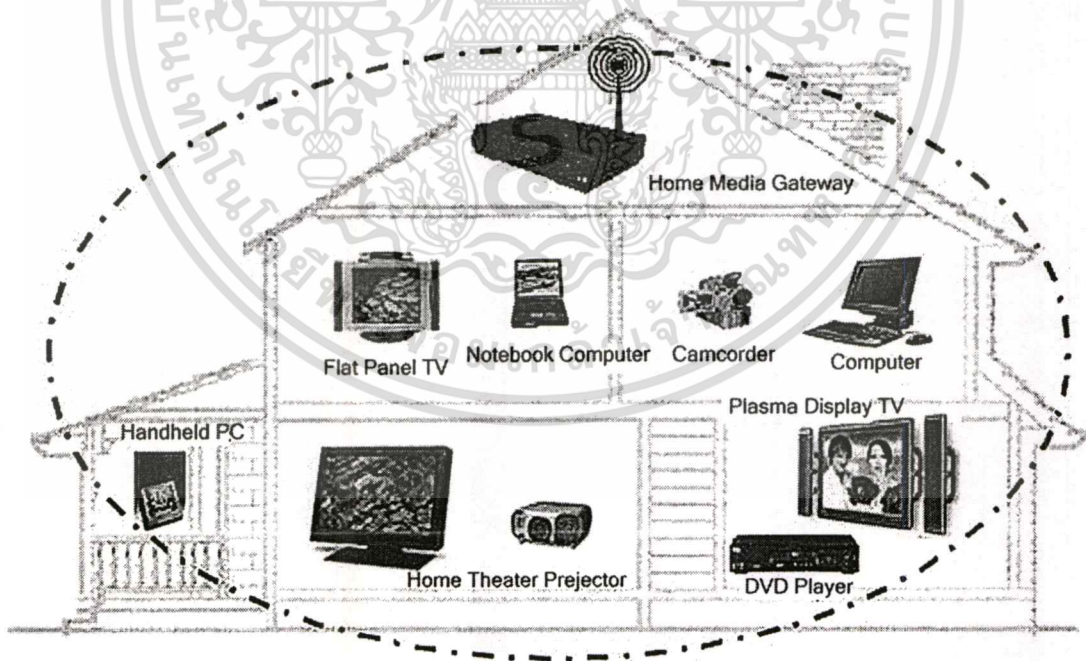 Home Media Gateway
Flat Panel TV
Notebook Computer
Camcorder
Computer
Handheld PC
Plasma Display TV
Home Theater Prejector
DVD Player